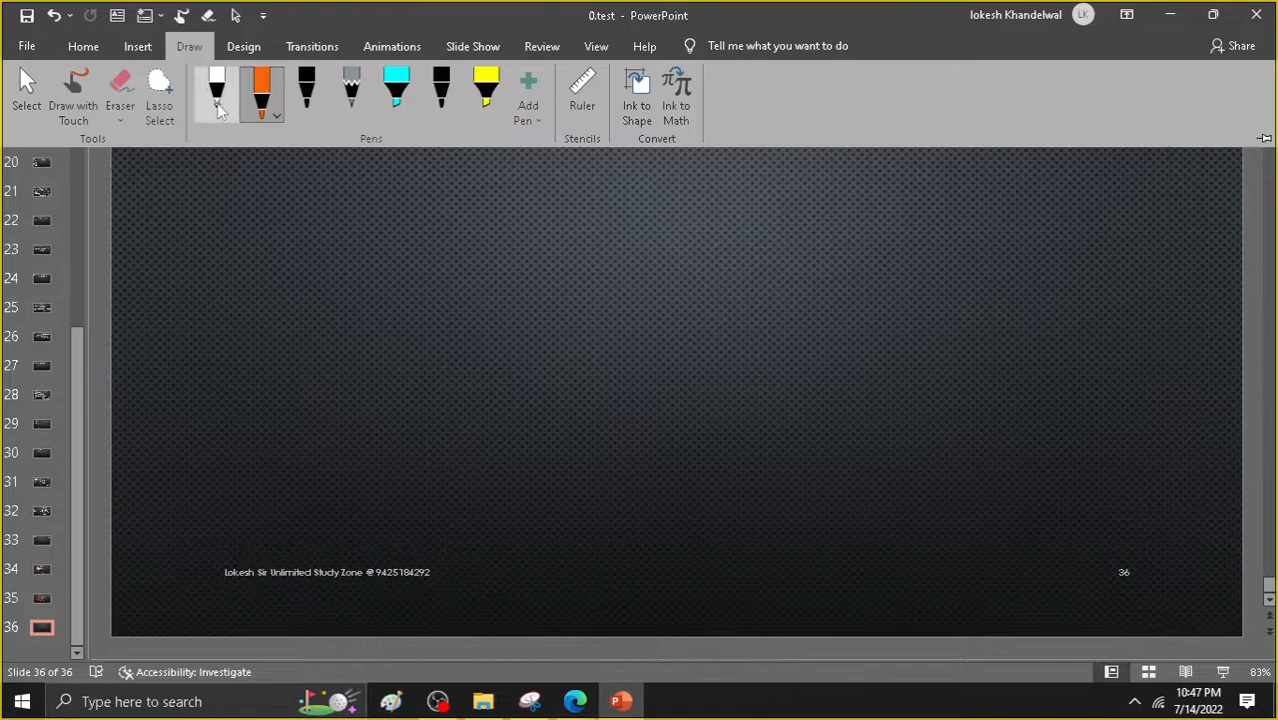 0.test - PowerPoint
lokesh Khandelwal
LK
File
Home
Insert
Draw
Design
Transitions
Animations
Slide Show
Review
View
Help
Tell me what you want to do
Share
Select
Draw with
Touch
Eraser
Lasso
Select
Add
Pen
Ruler
Ink to
Shape
Ink to
Math
Tools
Pens
Stencils
Convert
20
21
22
23
24
25
26
27
28
29
30
31
32
33
34
35
36
Lokesh Sir Unlimited Study Zone @ 9425184292
36
Slide 36 of 36
Accessibility: Investigate
83%
Type here to search
10:47 PM
7/14/2022